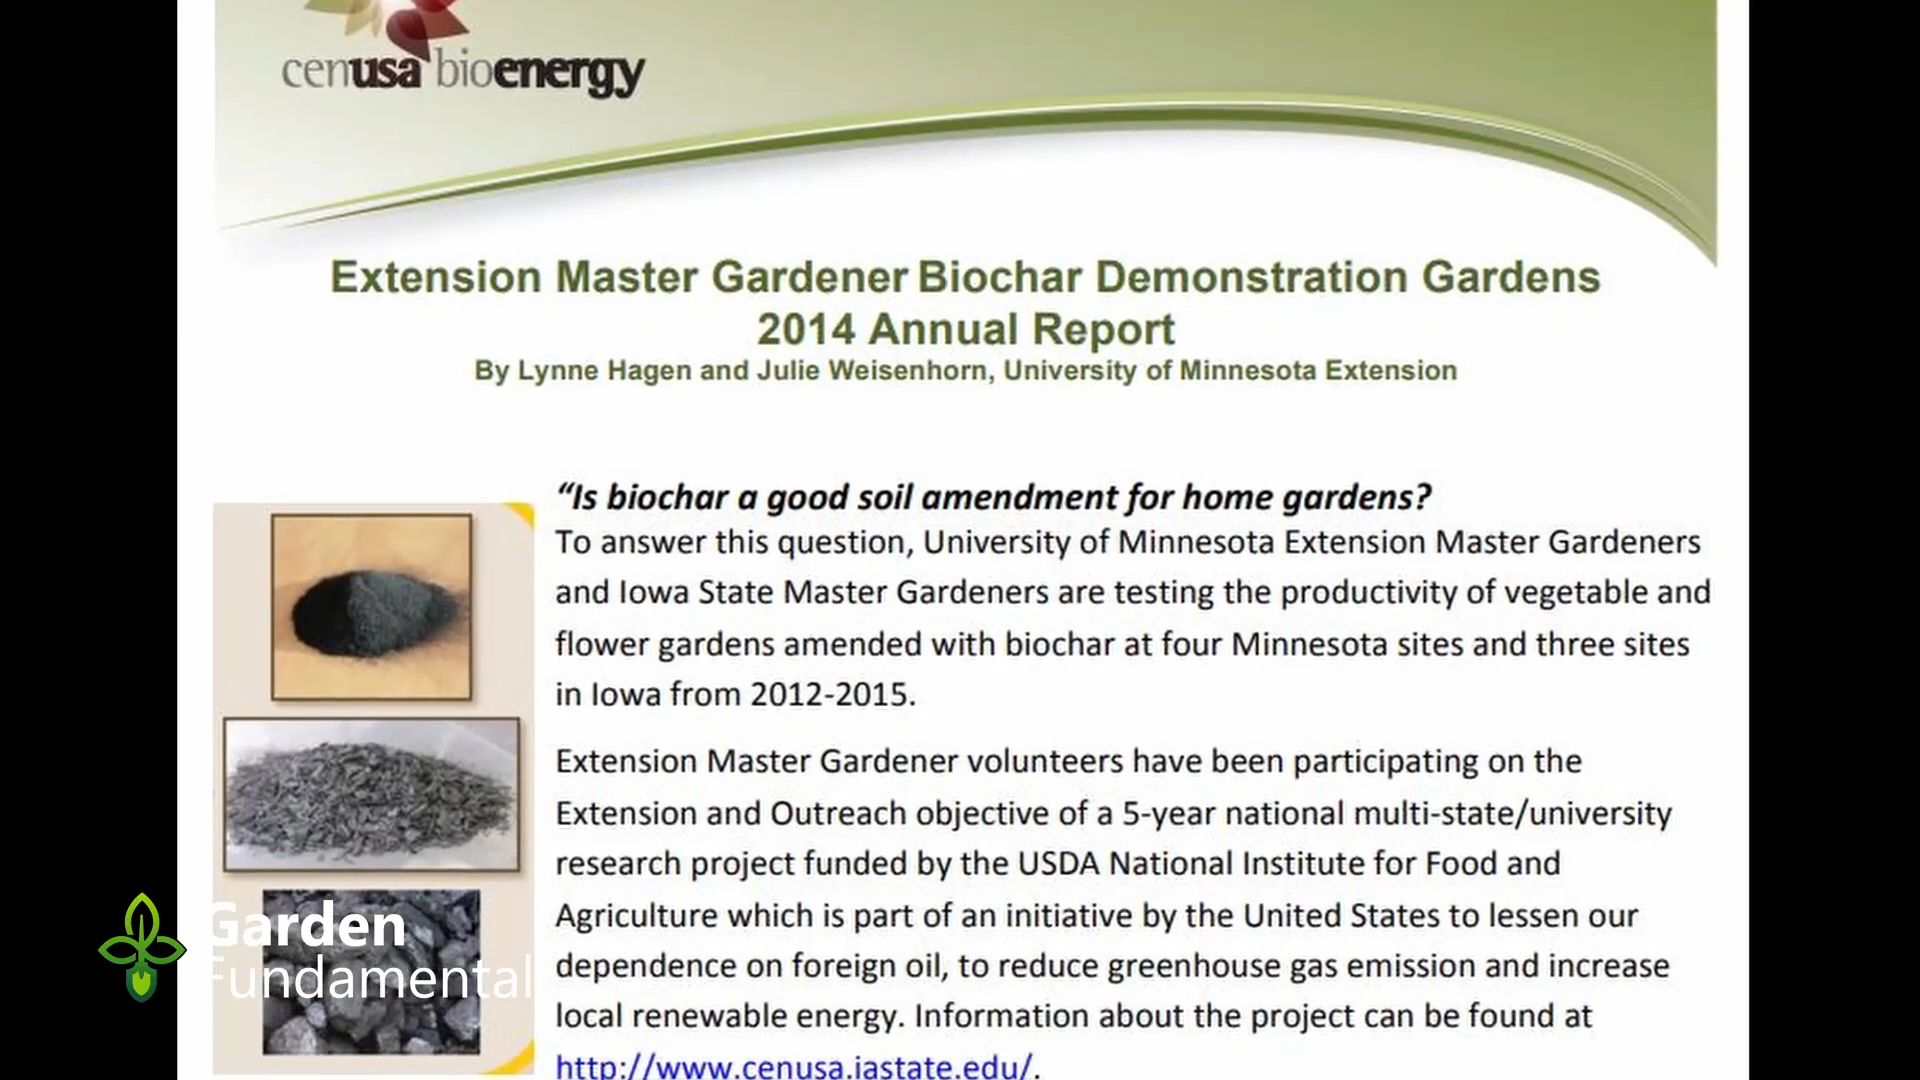 cenusa bioenergy
Extension Master Gardener Biochar Demonstration Gardens
2014 Annual Report
By Lynne Hagen and Julie Weisenhorn, University of Minnesota Extension
“Is biochar a good soil amendment for home gardens?
To answer this question, University of Minnesota Extension Master Gardeners
and Iowa State Master Gardeners are testing the productivity of vegetable and
flower gardens amended with biochar at four Minnesota sites and three sites
in Iowa from 2012-2015.
Extension Master Gardener volunteers have been participating on the
Extension and Outreach objective of a 5-year national multi-state/university
research project funded by the USDA National Institute for Food and
Agriculture which is part of an initiative by the United States to lessen our
dependence on foreign oil, to reduce greenhouse gas emission and increase
local renewable energy. Information about the project can be found at
http://www.cenusa.iastate.edu/.
Garden
Fundamental